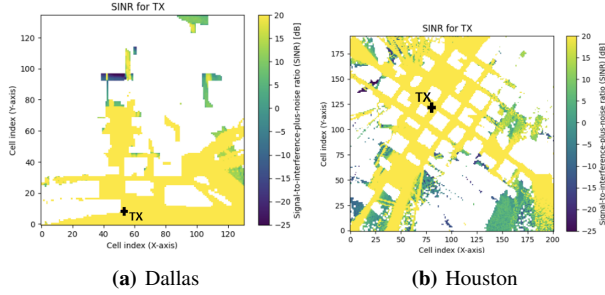 SINR for TX
Cell index (Y-axis)
140
120
100
80
60
40
20
0
TX
0 20 40 60 80 100 120
Cell index (X-axis)
20
15
10
5
0
−5
−10
−15
−20
−25
Signal-to-interference-plus-noise ratio (SINR) [dB]
(a) Dallas
SINR for TX
Cell index (Y-axis)
175
150
125
100
75
50
25
0
TX
0 25 50 75 100 125 150 175 200
Cell index (X-axis)
20
15
10
5
0
−5
−10
−15
−20
−25
Signal-to-interference-plus-noise ratio (SINR) [dB]
(b) Houston